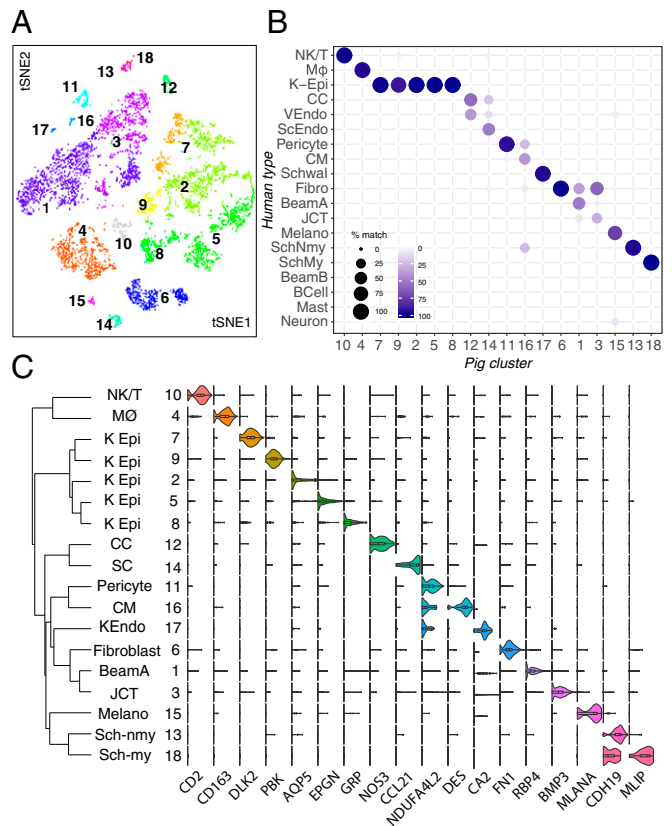 A
tSNE2
18
13
11
12
16
17
3
7
1
2
9
4
10
8
5
15
6
14
tSNE1
B
Human type
NK/T
Mφ
K-Epi
CC
VEndo
ScEndo
Pericyte
CM
Schwal
Fibro
BeamA
JCT
Melano
SchNmy
SchMy
BeamB
BCell
Mast
Neuron
% match
0
25
50
75
100
0
25
50
75
100
10 4 7 9 2 5 8 12 14 11 16 17 6 1 3 15 13 18
Pig cluster
C
NK/T 10
MØ 4
K Epi 7
K Epi 9
K Epi 2
K Epi 5
K Epi 8
CC 12
SC 14
Pericyte 11
CM 16
KEndo 17
Fibroblast 6
BeamA 1
JCT 3
Melano 15
Sch-nmy 13
Sch-my 18
CD2 CD163 DLK2 PBK AQP5 EPGN GRP NOS3 CCL21 NDUFA4L2 DES CA2 FN1 RBP4 BMP3 MLANA CDH19 MLIP